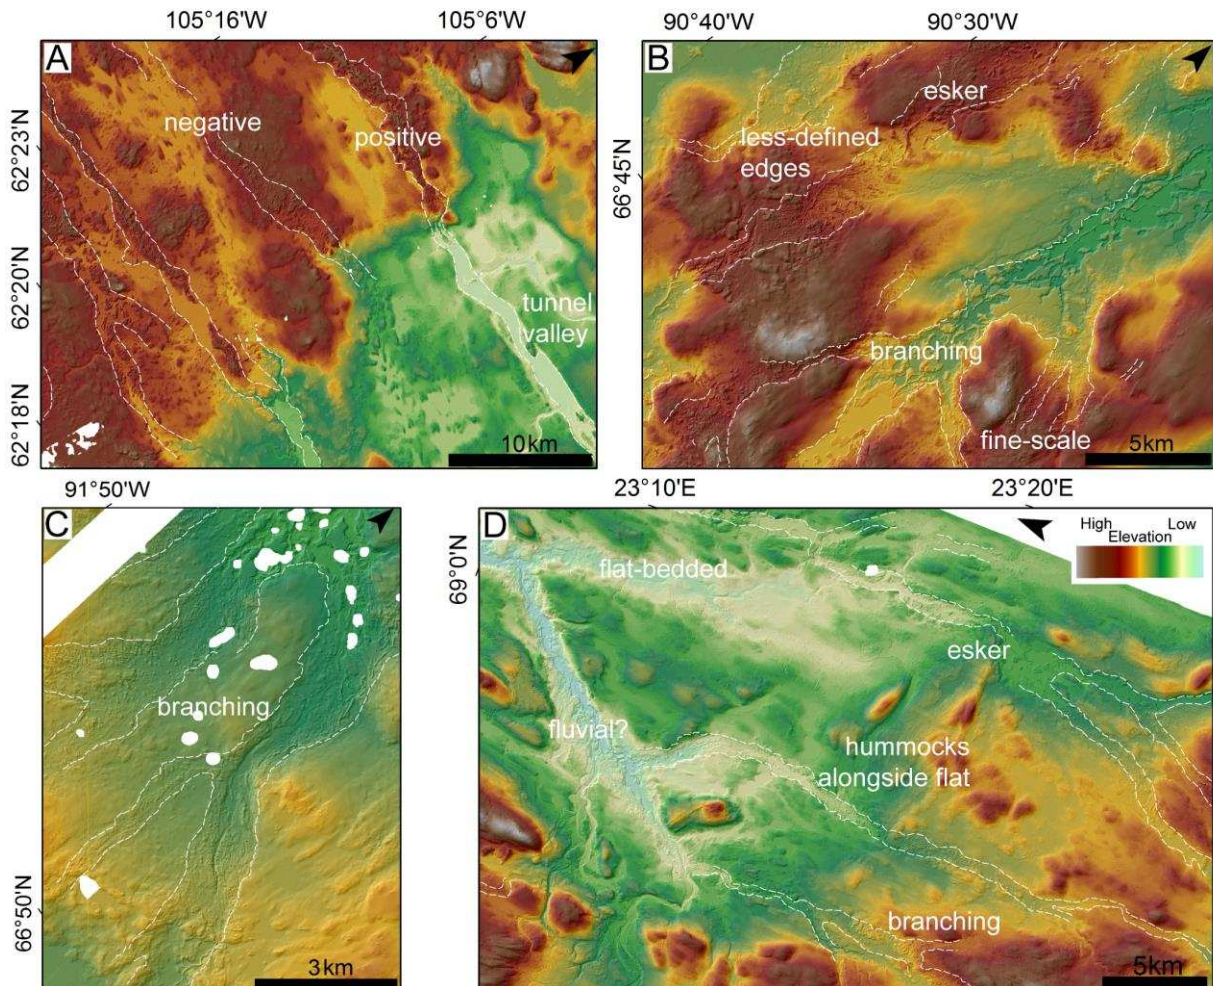 105°16'W
105°6'W
A
negative
positive
62°23'N
62°20'N
62°18'N
tunnel
valley
10km
90°40'W
90°30'W
B
esker
less-defined
edges
66°45'N
branching
fine-scale
5km
91°50'W
C
branching
66°50'N
3km
23°10'E
23°20'E
D
High
Low
Elevation
69°0'N
flat-bedded
esker
fluvial?
hummocks
alongside flat
branching
5km